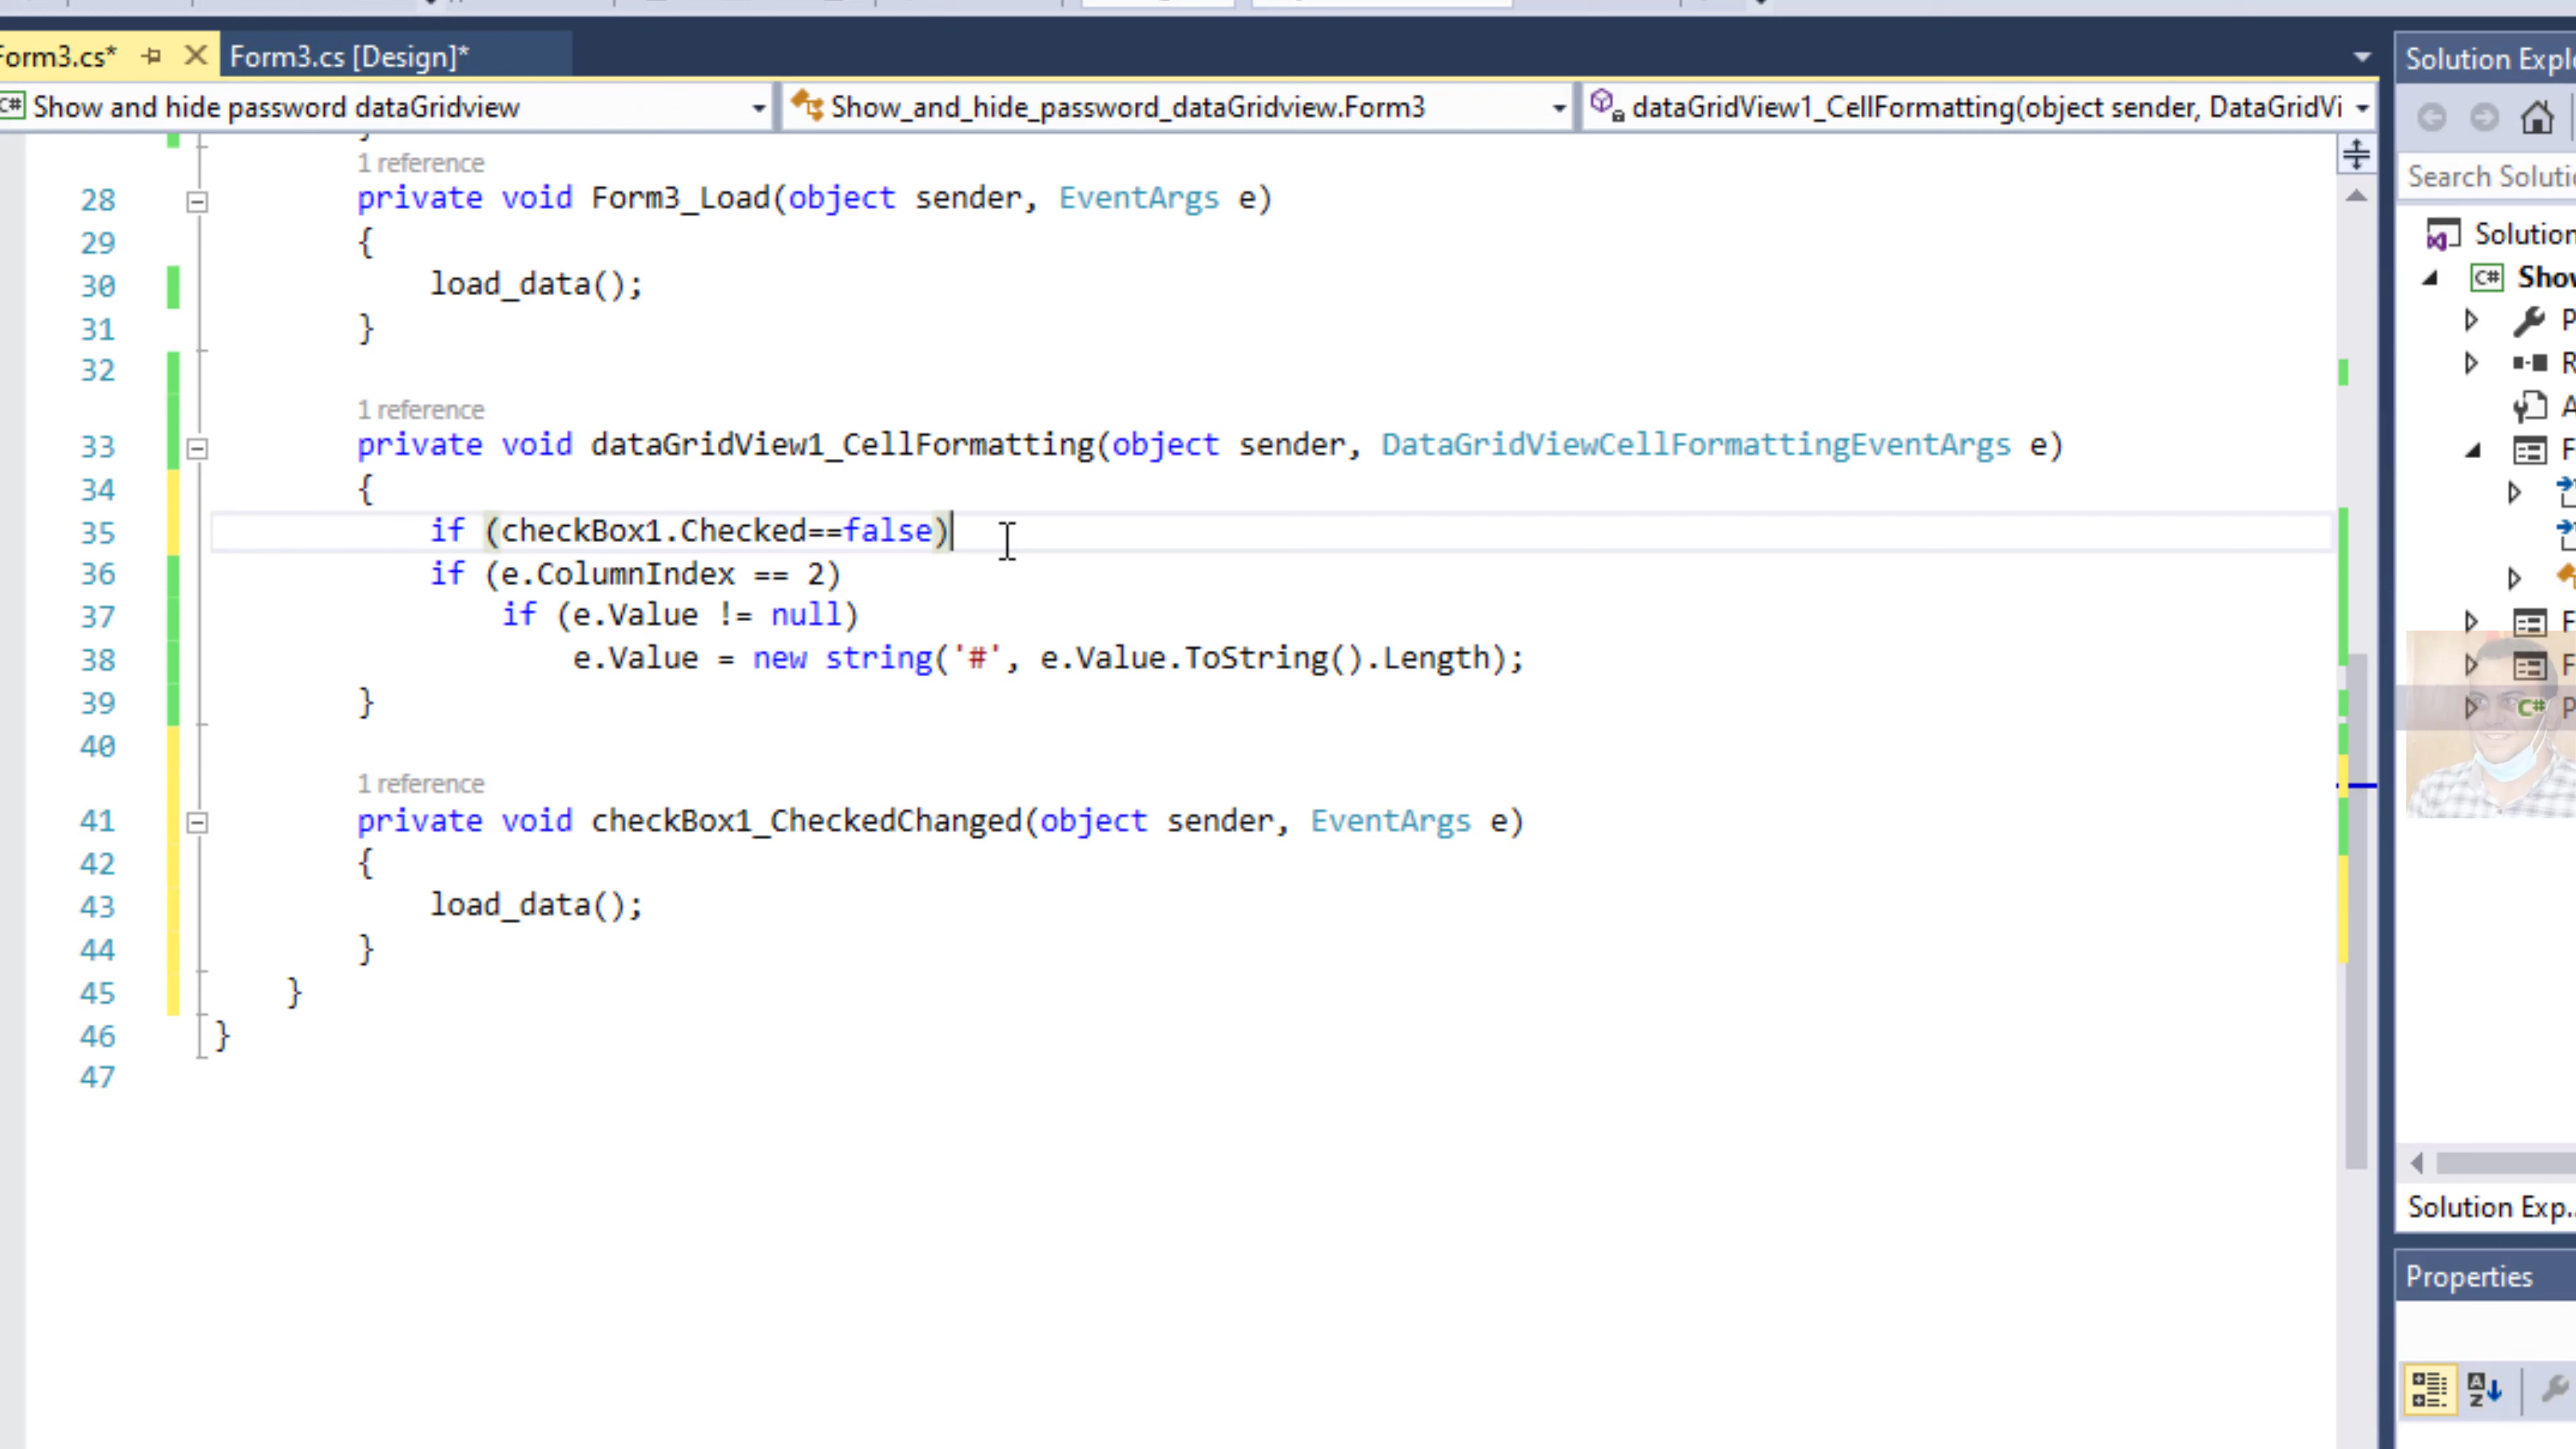 Form3.cs*
Form3.cs [Design]*
Solution Expl
C# Show and hide password dataGridview
Show_and_hide_password_dataGridview.Form3
dataGridView1_CellFormatting(object sender, DataGridVi
Search Soluti
1 reference
28 private void Form3_Load(object sender, EventArgs e)
29 {
30 load_data();
31 }
32
1 reference
33 private void dataGridView1_CellFormatting(object sender, DataGridViewCellFormattingEventArgs e)
34 {
35 if (checkBox1.Checked==false)
36 if (e.ColumnIndex == 2)
37 if (e.Value != null)
38 e.Value = new string('#', e.Value.ToString().Length);
39 }
40
1 reference
41 private void checkBox1_CheckedChanged(object sender, EventArgs e)
42 {
43 load_data();
44 }
45 }
46 }
47
Solution
C# Show
P
R
A
F
F
F
C# P
Solution Exp..
Properties